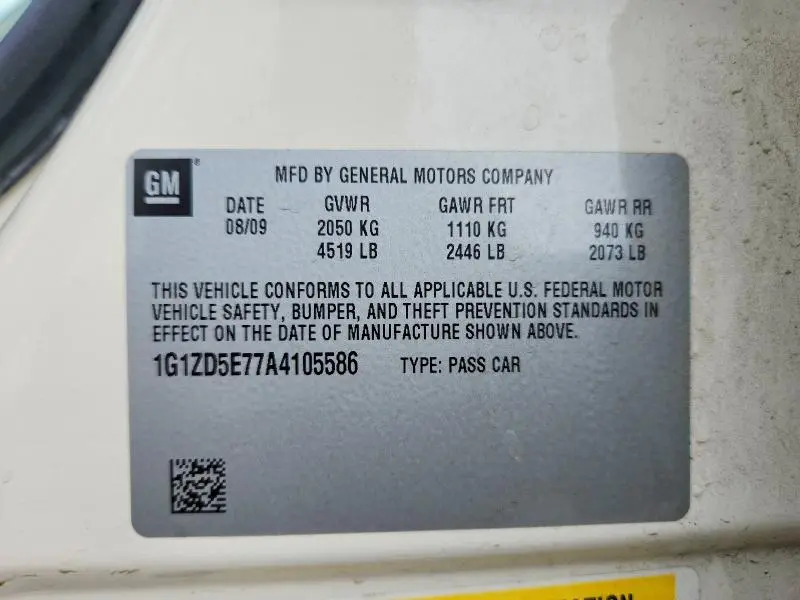 GM®
MFD BY GENERAL MOTORS COMPANY
DATE GVWR GAWR FRT GAWR RR
08/09 2050 KG 1110 KG 940 KG
4519 LB 2446 LB 2073 LB
THIS VEHICLE CONFORMS TO ALL APPLICABLE U.S. FEDERAL MOTOR
VEHICLE SAFETY, BUMPER, AND THEFT PREVENTION STANDARDS IN
EFFECT ON THE DATE OF MANUFACTURE SHOWN ABOVE.
1G1ZD5E77A4105586 TYPE: PASS CAR